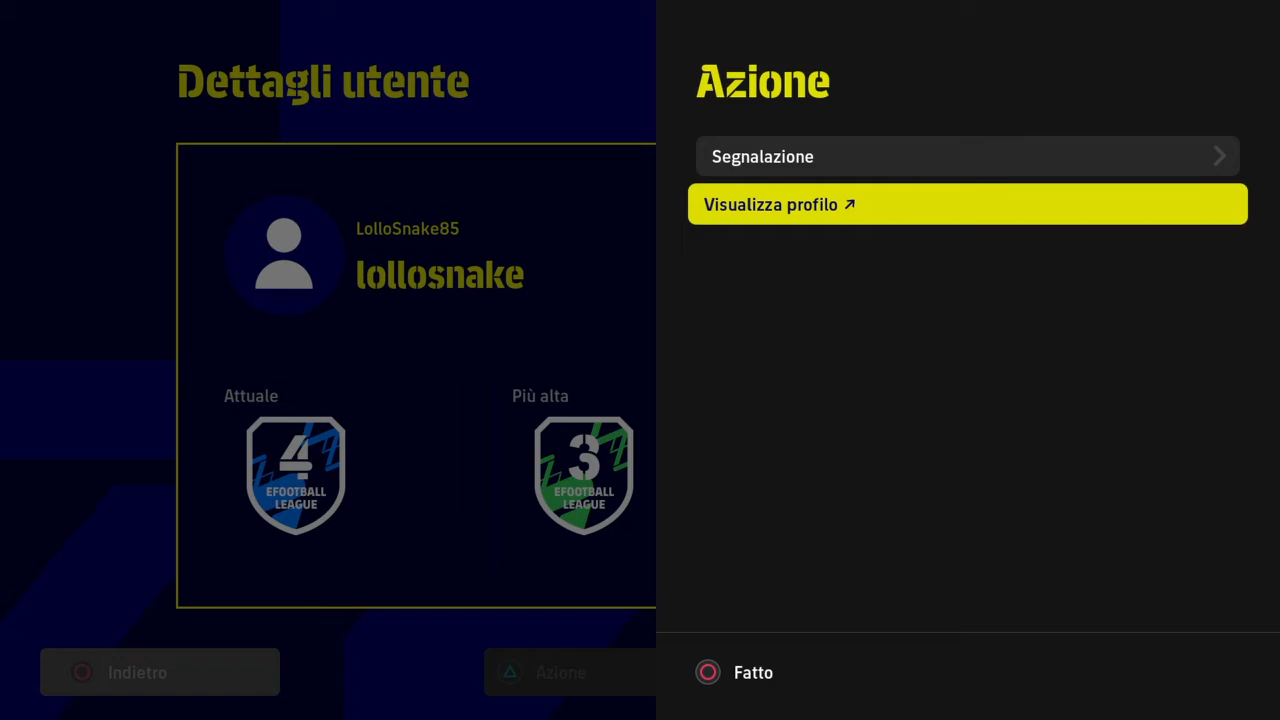 Dettagli utente
LolloSnake85
lollosnake
Attuale
4
EFOOTBALL
LEAGUE
Più alta
3
EFOOTBALL
LEAGUE
Indietro
Azione
Azione
Segnalazione
Visualizza profilo
Fatto